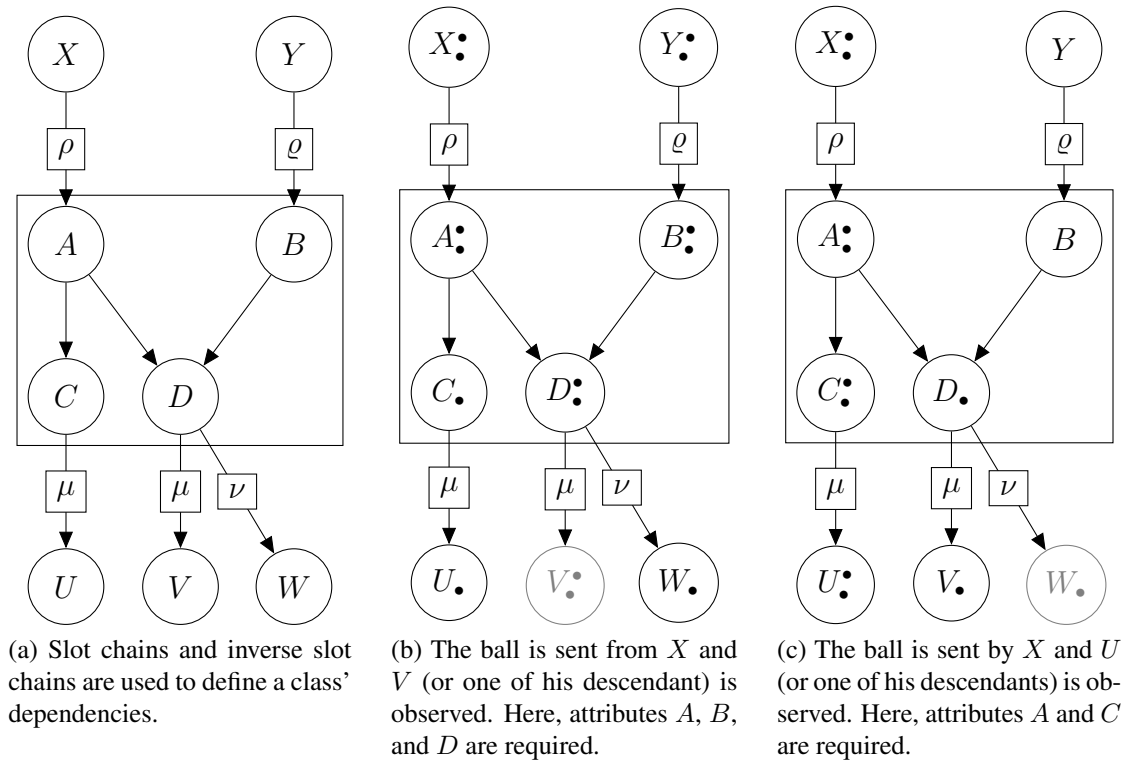 X Y X Y X Y
ρ ϱ ρ ϱ ρ ϱ
A B A B A B
C D C D C D
μ μ ν μ μ ν μ μ ν
U V W U V W U V W
(a) Slot chains and inverse slot
chains are used to define a class'
dependencies.
(b) The ball is sent from X and
V (or one of his descendant) is
observed. Here, attributes A, B,
and D are required.
(c) The ball is sent by X and U
(or one of his descendants) is ob-
served. Here, attributes A and C
are required.